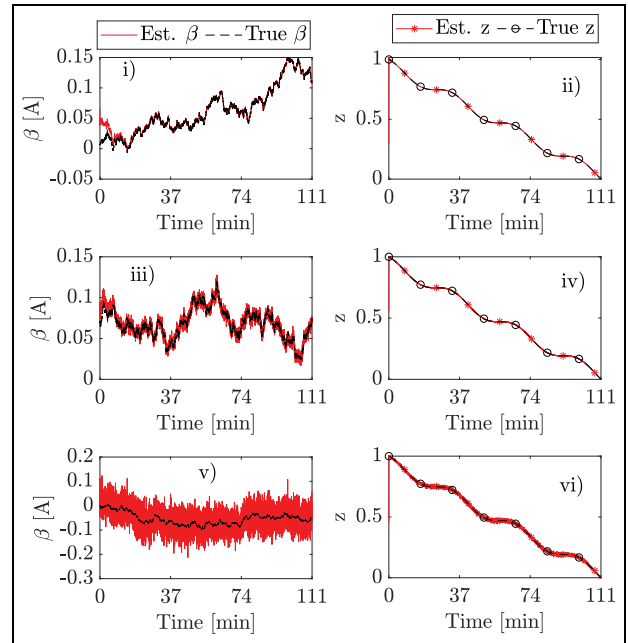 Est. β True β
Est. z True z
i)
0.15
0.1
0.05
0
0.05
β [A]
0 37 74 111
Time [min]
ii)
1
0.5
0
z
0 37 74 111
Time [min]
iii)
0.15
0.1
0.05
0
β [A]
0 37 74 111
Time [min]
iv)
1
0.5
0
z
0 37 74 111
Time [min]
v)
0.2
0.1
0
-0.1
-0.2
-0.3
β [A]
0 37 74 111
Time [min]
vi)
1
0.5
0
z
0 37 74 111
Time [min]